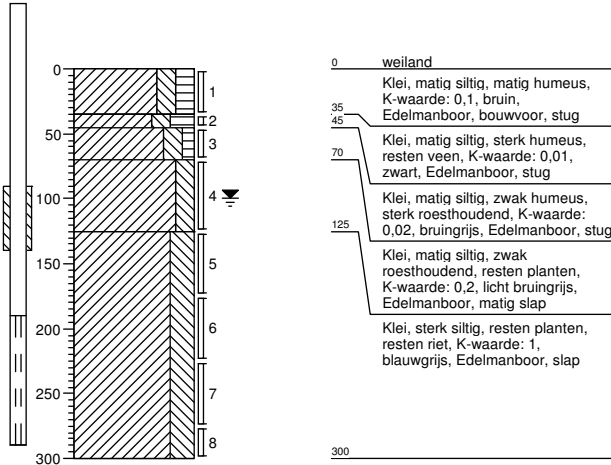 0
50
100
150
200
250
300
1
2
3
4
5
6
7
8
0 weiland
Klei, matig siltig, matig humeus,
K-waarde: 0,1, bruin,
Edelmanboor, bouwvoor, stug
35
45
Klei, matig siltig, sterk humeus,
resten veen, K-waarde: 0,01,
zwart, Edelmanboor, stug
70
Klei, matig siltig, zwak humeus,
sterk roesthoudend, K-waarde:
0,02, bruingrijs, Edelmanboor, stug
125
Klei, matig siltig, zwak
roesthoudend, resten planten,
K-waarde: 0,2, licht bruingrijs,
Edelmanboor, matig slap
Klei, sterk siltig, resten planten,
resten riet, K-waarde: 1,
blauwgrijs, Edelmanboor, slap
300